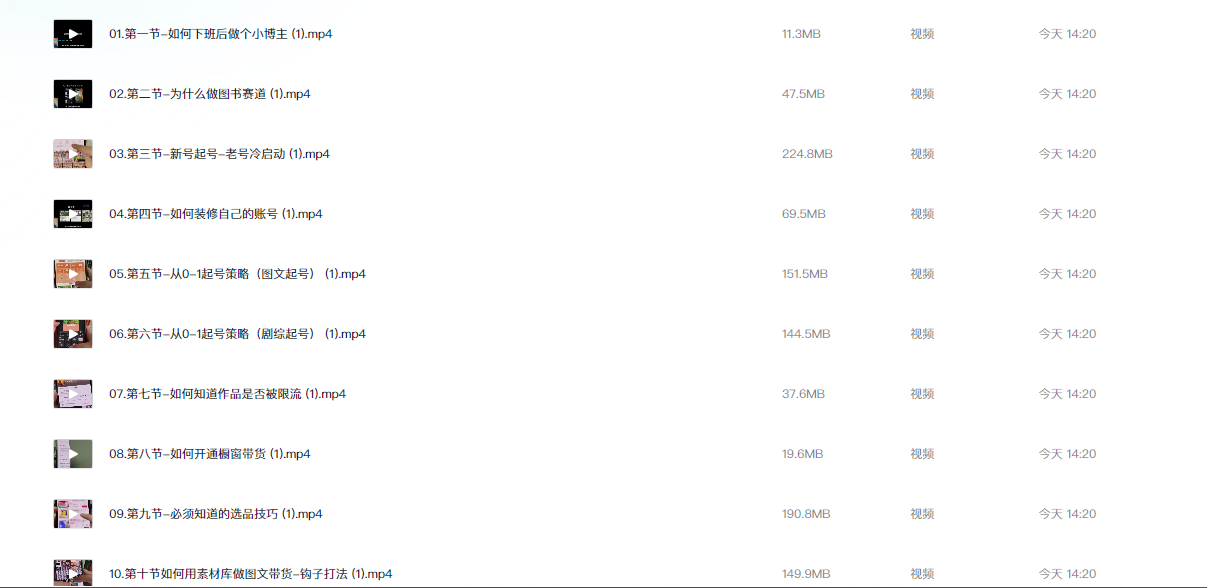 01.第一节-如何下班后做个小博主 (1).mp4 11.3MB 视频 今天 14:20
02.第二节-为什么做图书赛道 (1).mp4 47.5MB 视频 今天 14:20
03.第三节-新号起号-老号冷启动 (1).mp4 224.8MB 视频 今天 14:20
04.第四节-如何装修自己的账号 (1).mp4 69.5MB 视频 今天 14:20
05.第五节-从0-1起号策略（图文起号） (1).mp4 151.5MB 视频 今天 14:20
06.第六节-从0-1起号策略（剧综起号） (1).mp4 144.5MB 视频 今天 14:20
07.第七节-如何知道作品是否被限流 (1).mp4 37.6MB 视频 今天 14:20
08.第八节-如何开通橱窗带货 (1).mp4 19.6MB 视频 今天 14:20
09.第九节-必须知道的选品技巧 (1).mp4 190.8MB 视频 今天 14:20
10.第十节如何用素材库做图文带货-钩子打法 (1).mp4 149.9MB 视频 今天 14:20